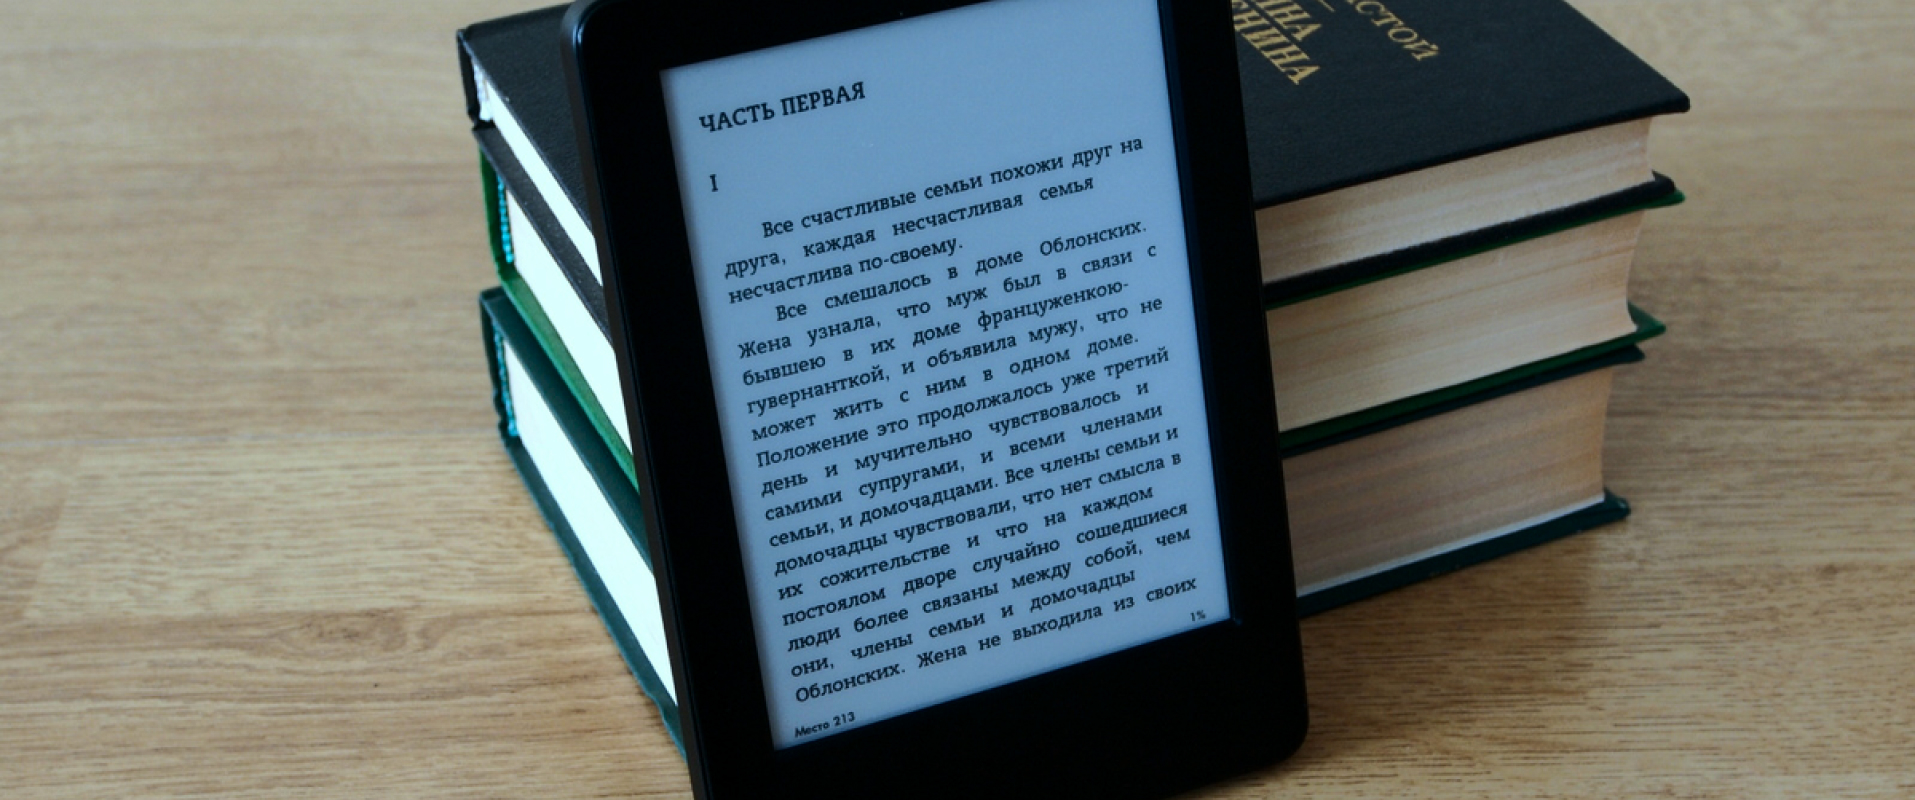 ЧАСТЬ ПЕРВАЯ
I
Все счастливые семьи похожи друг на
друга, каждая несчастливая семья
несчастлива по-своему.
Все смешалось в доме Облонских.
Жена узнала, что муж был в связи с
бывшею в их доме француженкою-
гувернанткой, и объявила мужу, что не
может жить с ним в одном доме.
Положение это продолжалось уже третий
день и мучительно чувствовалось и
самими супругами, и всеми членами
семьи, и домочадцами. Все члены семьи и
домочадцы чувствовали, что нет смысла в
их сожительстве и что на каждом
постоялом дворе случайно сошедшиеся
люди более связаны между собой, чем
они, члены семьи и домочадцы
Облонских. Жена не выходила из своих
Место 213
1%